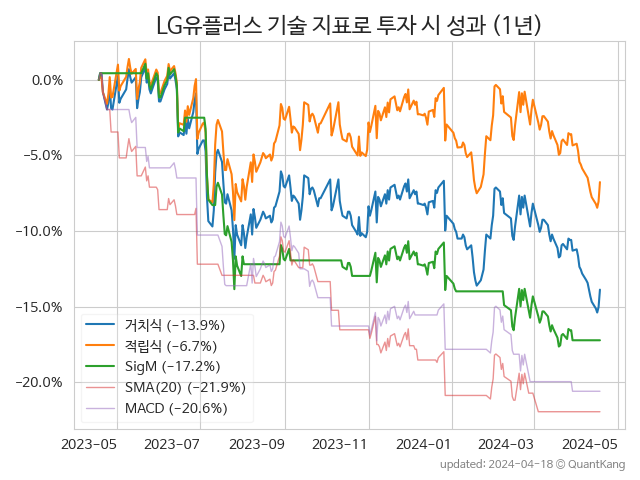 LG유플러스 기술 지표로 투자 시 성과 (1년)
0.0%
−5.0%
−10.0%
−15.0%
−20.0%
거치식 (−13.9%)
적립식 (−6.7%)
SigM (−17.2%)
SMA(20) (−21.9%)
MACD (−20.6%)
2023-05 2023-07 2023-09 2023-11 2024-01 2024-03 2024-05
updated: 2024-04-18 © QuantKang